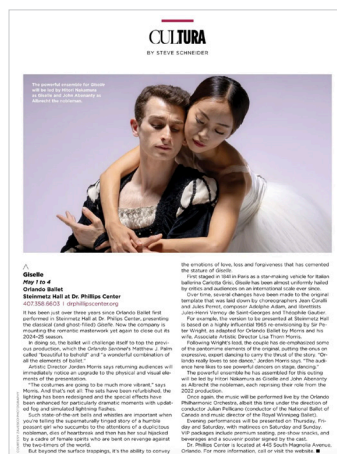 CULTURA
BY STEVE SCHNEIDER
The powerful ensemble for Giselle
will be led by Hitori Nakamura
as Giselle and John Abananty as
Albrecht the nobleman.
Giselle
May 1 to 4
Orlando Ballet
Steinmetz Hall at Dr. Phillips Center
407.358.6603 | drphillipscenter.org
It has been just over three years since Orlando Ballet first
performed in Steinmetz Hall at Dr. Phillips Center, presenting
the classical (and ghost-filled) Giselle. Now the company is
mounting the romantic masterwork yet again to close out its
2024–25 season.
In doing so, the ballet will challenge itself to top the previ-
ous production, which the Orlando Sentinel's Matthew J. Palm
called "beautiful to behold" and "a wonderful combination of
all the elements of ballet."
Artistic Director Jorden Morris says returning audiences will
immediately notice an upgrade to the physical and visual ele-
ments of the presentation.
"The costumes are going to be much more vibrant," says
Morris. And that's not all. The sets have been refurbished, the
lighting has been redesigned and the special effects have
been enhanced for particularly dramatic moments with updat-
ed fog and simulated lightning flashes.
Such state-of-the-art bells and whistles are important when
you're telling the supernaturally tinged story of a humble
peasant girl who succumbs to the attentions of a duplicitous
nobleman, dies of heartbreak and then has her soul hijacked
by a cadre of female spirits who are bent on revenge against
the two-timers of the world.
But beyond the surface trappings, it's the ability to convey
the emotions of love, loss and forgiveness that has cemented
the stature of Giselle.
First staged in 1841 in Paris as a star-making vehicle for Italian
ballerina Carlotta Grisi, Giselle has been almost uniformly hailed
by critics and audiences on an international scale ever since.
Over time, several changes have been made to the original
template that was laid down by choreographers Jean Coralli
and Jules Perrot, composer Adolphe Adam, and librettists
Jules-Henri Vernoy de Saint-Georges and Théophile Gautier.
For example, the version to be presented at Steinmetz Hall
is based on a highly influential 1965 re-envisioning by Sir Pe-
ter Wright, as adapted for Orlando Ballet by Morris and his
wife, Associate Artistic Director Lisa Thorn Morris.
Following Wright's lead, the couple has de-emphasized some
of the pantomime elements of the original, putting the onus on
expressive, expert dancing to carry the thrust of the story. "Or-
lando really loves to see dance," Jorden Morris says. "The audi-
ence here likes to see powerful dancers on stage, dancing."
The powerful ensemble he has assembled for this outing
will be led by Hitori Nakamura as Giselle and John Abananty
as Albrecht the nobleman, each reprising their role from the
2022 production.
Once again, the music will be performed live by the Orlando
Philharmonic Orchestra, albeit this time under the direction of
conductor Julian Pellicano (conductor of the National Ballet of
Canada and music director of the Royal Winnipeg Ballet).
Evening performances will be presented on Thursday, Fri-
day and Saturday, with matinees on Saturday and Sunday.
VIP packages include premium seating, pre-show snacks, and
beverages and a souvenir poster signed by the cast.
Dr. Phillips Center is located at 445 South Magnolia Avenue,
Orlando. For more information, call or visit the website. ■